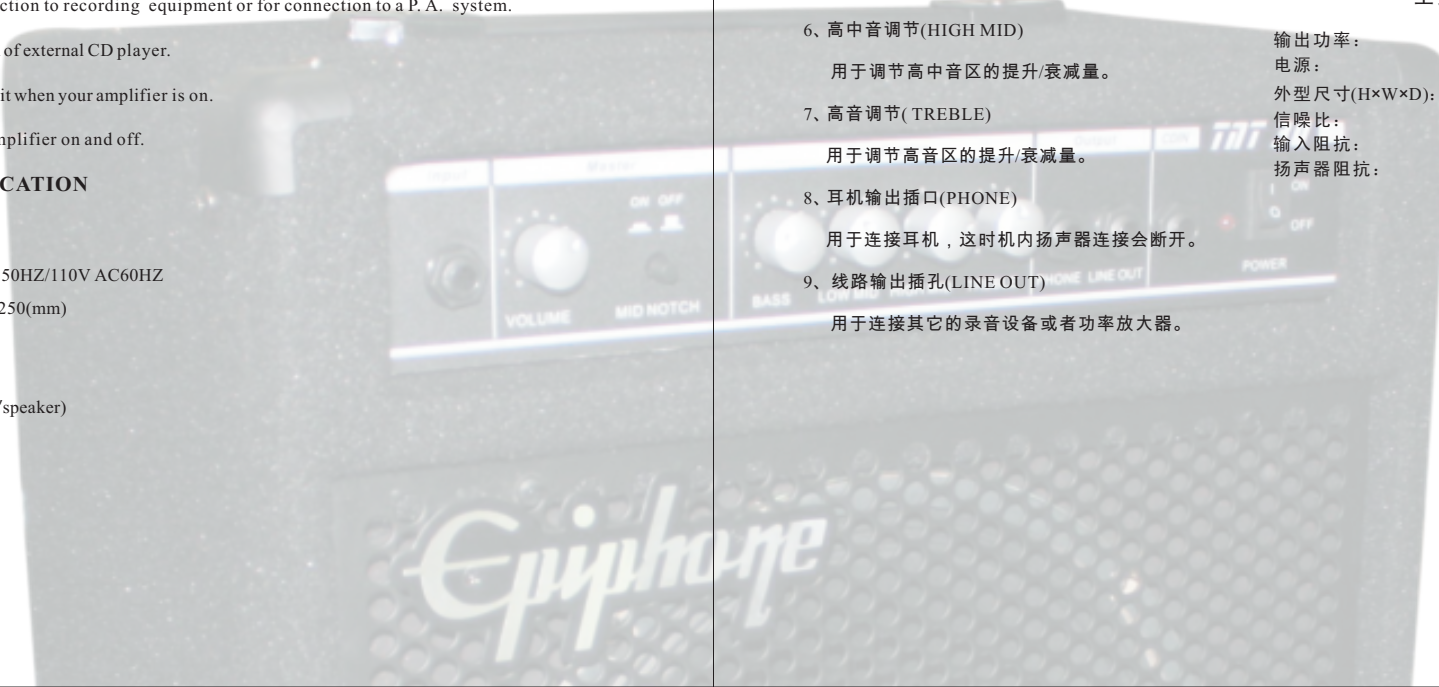 ction to recording equipment or for connection to a P. A. system.
of external CD player.
it when your amplifier is on.
mplifier on and off.
CATION
50HZ/110V AC60HZ
250(mm)
/speaker)
6、高中音调节(HIGH MID)
用于调节高中音区的提升/衰减量。
7、高音调节( TREBLE)
用于调节高音区的提升/衰减量。
8、耳机输出插口(PHONE)
用于连接耳机，这时机内扬声器连接会断开。
9、线路输出插孔(LINE OUT)
用于连接其它的录音设备或者功率放大器。
输出功率：
电源：
外型尺寸(H×W×D)：
信噪比：
输入阻抗：
扬声器阻抗：
Input
Master
Output
ON OFF
ON
OFF
VOLUME
MID NOTCH
BASS
LOW MID
PHONE LINE OUT
POWER
Epiphone